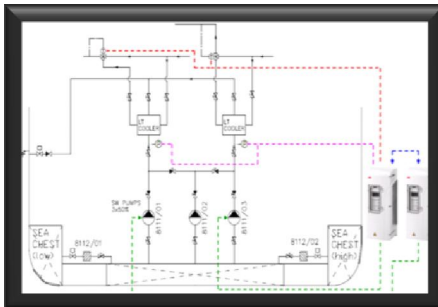 LT
COOLER
LT
COOLER
SW PUMPS
8111/01
8111/02
8111/03
SEA
CHEST
(low)
8112/01
8112/02
SEA
CHEST
(high)